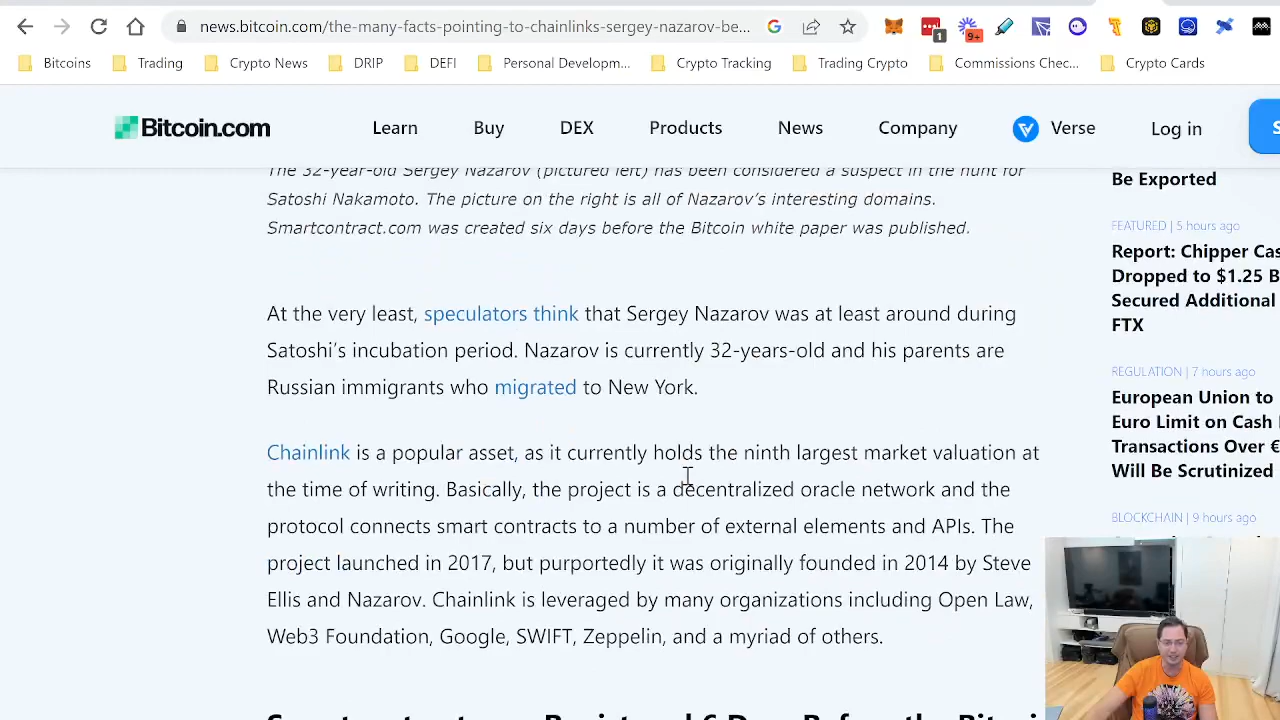 news.bitcoin.com/the-many-facts-pointing-to-chainlinks-sergey-nazarov-be...
1
9+
Bitcoins
Trading
Crypto News
DRIP
DEFI
Personal Developm...
Crypto Tracking
Trading Crypto
Commissions Chec...
Crypto Cards
Bitcoin.com
Learn
Buy
DEX
Products
News
Company
Verse
Log in
S
The 32-year-old Sergey Nazarov (pictured left) has been considered a suspect in the hunt for
Satoshi Nakamoto. The picture on the right is all of Nazarov's interesting domains.
Smartcontract.com was created six days before the Bitcoin white paper was published.
At the very least, speculators think that Sergey Nazarov was at least around during
Satoshi's incubation period. Nazarov is currently 32-years-old and his parents are
Russian immigrants who migrated to New York.
Chainlink is a popular asset, as it currently holds the ninth largest market valuation at
the time of writing. Basically, the project is a decentralized oracle network and the
protocol connects smart contracts to a number of external elements and APIs. The
project launched in 2017, but purportedly it was originally founded in 2014 by Steve
Ellis and Nazarov. Chainlink is leveraged by many organizations including Open Law,
Web3 Foundation, Google, SWIFT, Zeppelin, and a myriad of others.
Be Exported
FEATURED | 5 hours ago
Report: Chipper Cas
Dropped to $1.25 B
Secured Additional
FTX
REGULATION | 7 hours ago
European Union to
Euro Limit on Cash
Transactions Over €
Will Be Scrutinized
BLOCKCHAIN | 9 hours ago